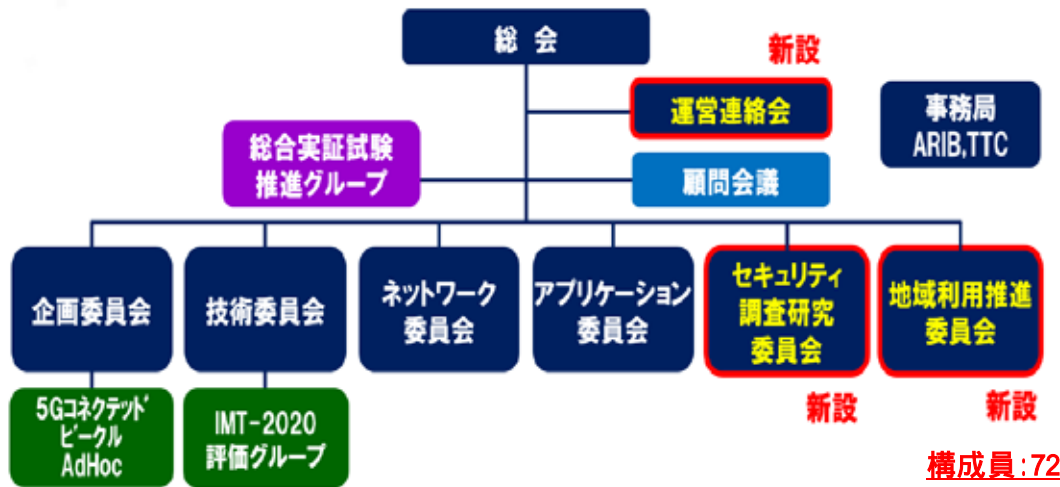 総 会
新設
運営連絡会
事務局
ARIB,TTC
総合実証試験
推進グループ
顧問会議
企画委員会
技術委員会
ネットワーク
委員会
アプリケーション
委員会
セキュリティ
調査研究
委員会
地域利用推進
委員会
5Gコネクテッド
ビークル
AdHoc
IMT-2020
評価グループ
新設
新設
構成員:72